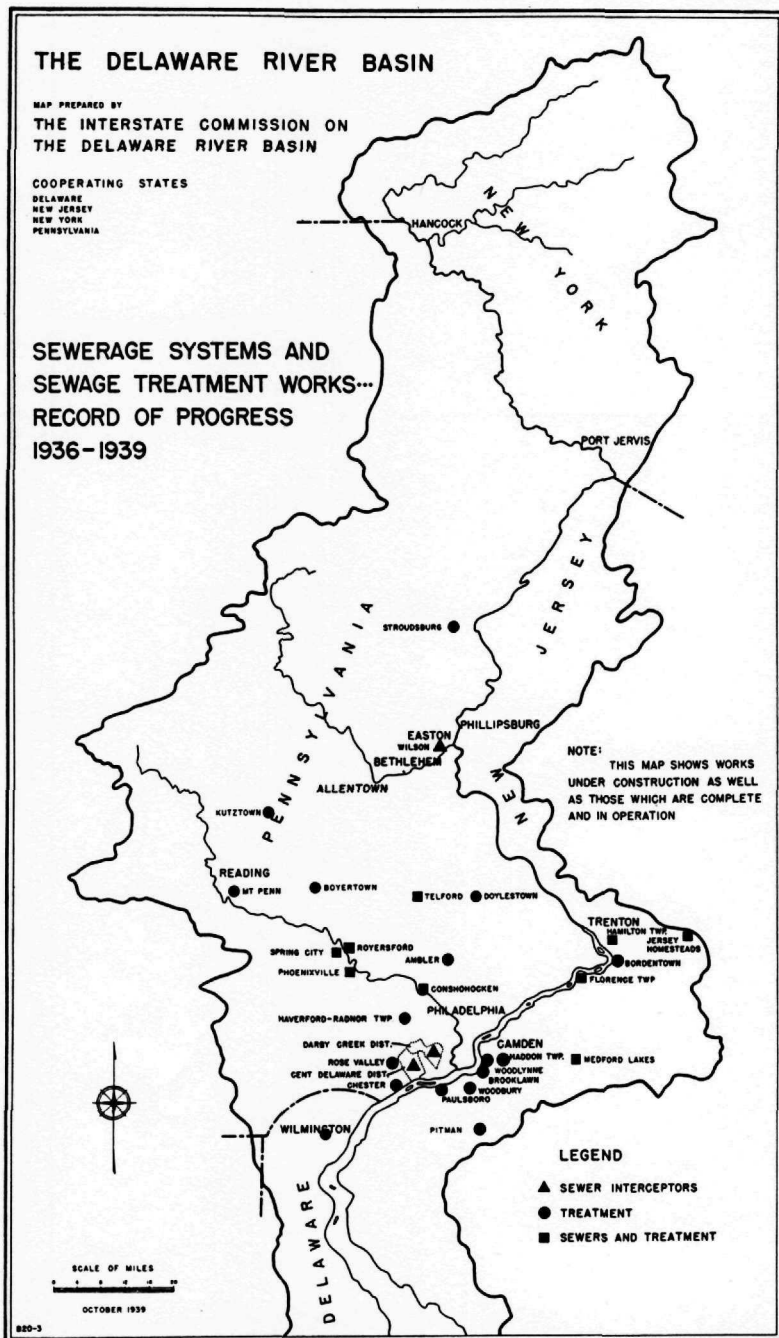 THE DELAWARE RIVER BASIN
MAP PREPARED BY
THE INTERSTATE COMMISSION ON
THE DELAWARE RIVER BASIN
COOPERATING STATES
DELAWARE
NEW JERSEY
NEW YORK
PENNSYLVANIA
SEWERAGE SYSTEMS AND
SEWAGE TREATMENT WORKS...
RECORD OF PROGRESS
1936-1939
HANCOCK
NEW YORK
PORT JERVIS
NEW JERSEY
PENNSYLVANIA
STROUDSBURG
PHILLIPSBURG
EASTON
WILSON
BETHLEHEM
ALLENTOWN
NOTE:
THIS MAP SHOWS WORKS
UNDER CONSTRUCTION AS WELL
AS THOSE WHICH ARE COMPLETE
AND IN OPERATION
KUTZTOWN
READING
MT PENN
BOYERTOWN
TELFORD
DOYLESTOWN
TRENTON
HAMILTON TWP.
JERSEY
HOMESTEADS
SPRING CITY
ROYERSFORD
AMBLER
BORDENTOWN
PHOENIXVILLE
CONSHOHOCKEN
FLORENCE TWP
PHILADELPHIA
HAVERFORD-RADNOR TWP
DARBY CREEK DIST.
CAMDEN
ROSE VALLEY
HADDON TWP.
MEDFORD LAKES
CENT DELAWARE DIST.
WOODLYNNE
BROOKLAWN
CHESTER
WOODBURY
PAULSBORO
WILMINGTON
PITMAN
DELAWARE
LEGEND
SEWER INTERCEPTORS
TREATMENT
SEWERS AND TREATMENT
SCALE OF MILES
OCTOBER 1939
B20-3